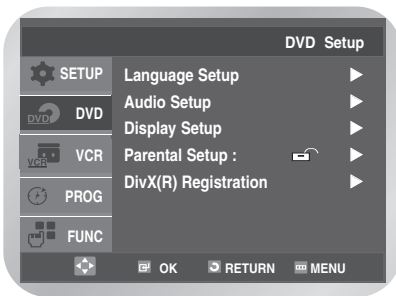 DVD Setup
SETUP
DVD
DVD
VCR
VCR
PROG
FUNC
Language Setup
Audio Setup
Display Setup
Parental Setup :
DivX(R) Registration
OK RETURN MENU